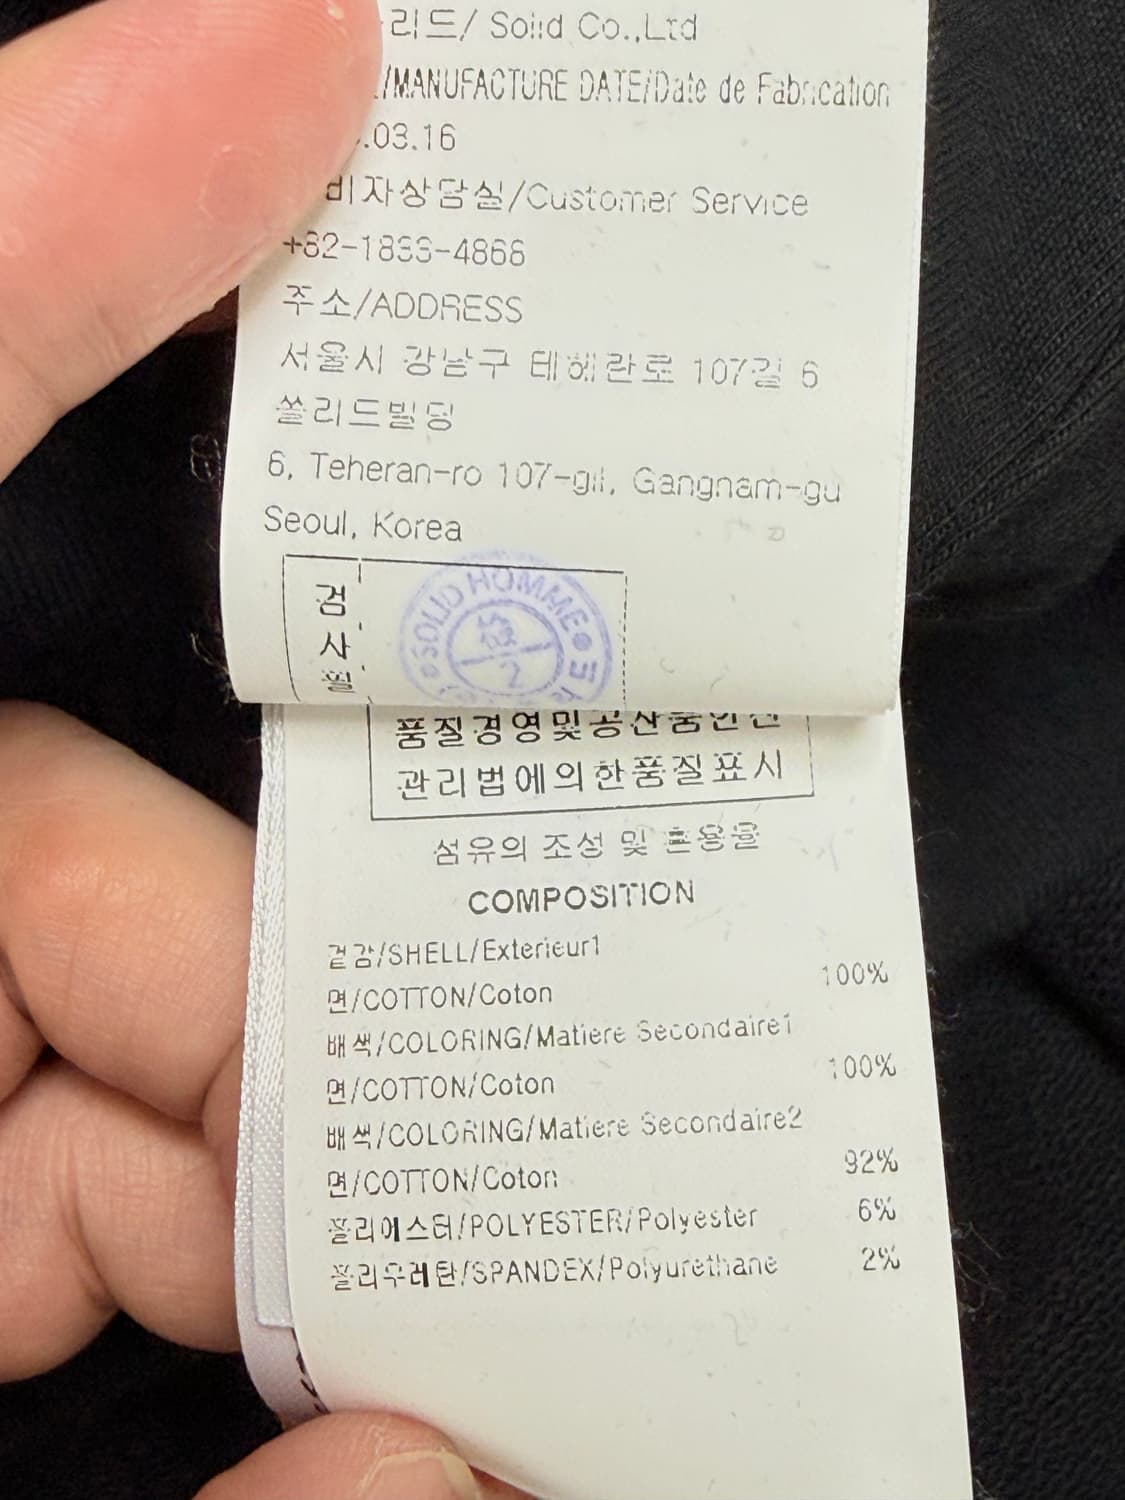 리드/ Solid Co.,Ltd
/MANUFACTURE DATE/Date de Fabrication
.03.16
비자상담실/Customer Service
+82-1833-4866
주소/ADDRESS
서울시 강남구 테헤란로 107길 6
쏠리드빌딩
6, Teheran-ro 107-gil, Gangnam-gu
Seoul, Korea
검사필
SOLID HOMME
2
품질경영및공산품안전
관리법에의한품질표시
섬유의 조성 및 혼용율
COMPOSITION
겉감/SHELL/Exterieur1
면/COTTON/Coton 100%
배색/COLORING/Matiere Secondaire1
면/COTTON/Coton 100%
배색/COLORING/Matiere Secondaire2
면/COTTON/Coton 92%
폴리에스터/POLYESTER/Polyester 6%
폴리우레탄/SPANDEX/Polyurethane 2%